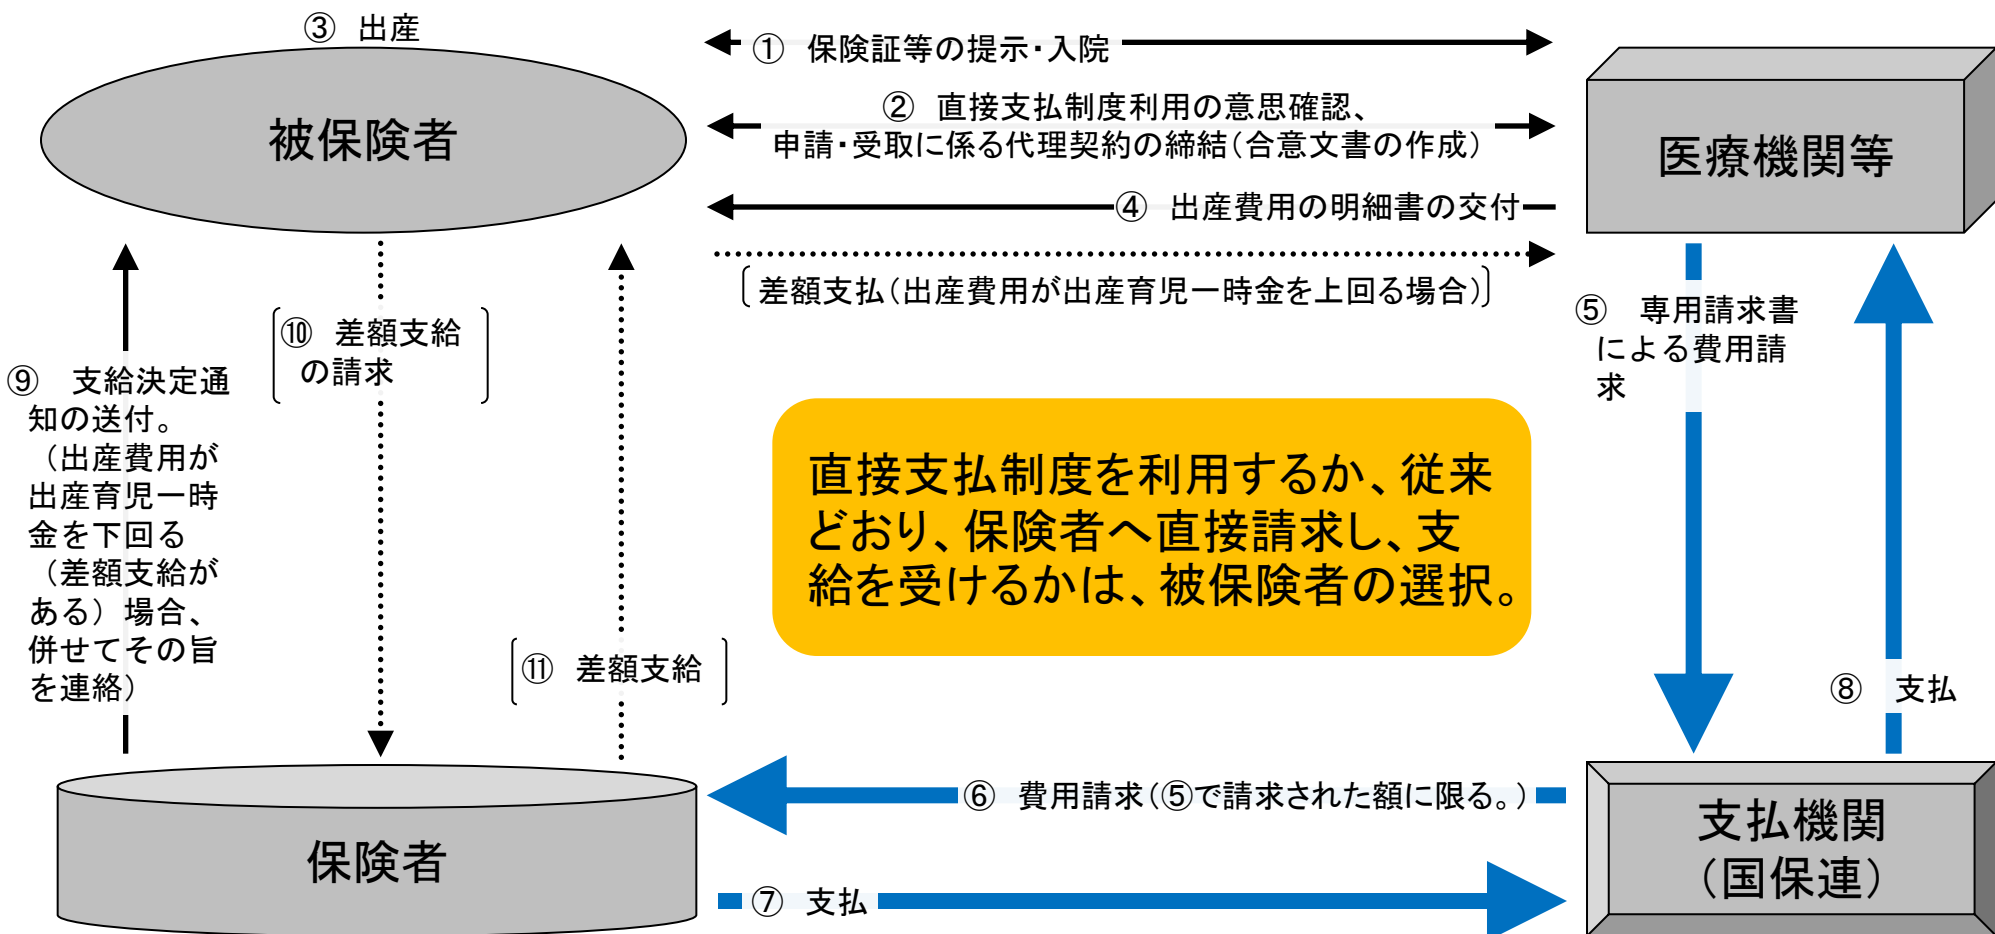 ③ 出産
① 保険証等の提示・入院
被保険者
② 直接支払制度利用の意思確認、
申請・受取に係る代理契約の締結（合意文書の作成）
医療機関等
④ 出産費用の明細書の交付
差額支払（出産費用が出産育児一時金を上回る場合）
⑩ 差額支給
の請求
⑤ 専用請求書
による費用請
求
⑨ 支給決定通
知の送付。
（出産費用が
出産育児一時
金を下回る
（差額支給が
ある）場合、
併せてその旨
を連絡）
直接支払制度を利用するか、従来
どおり、保険者へ直接請求し、支
給を受けるかは、被保険者の選択。
⑪ 差額支給
⑧ 支払
⑥ 費用請求（⑤で請求された額に限る。）
保険者
支払機関
（国保連）
⑦ 支払